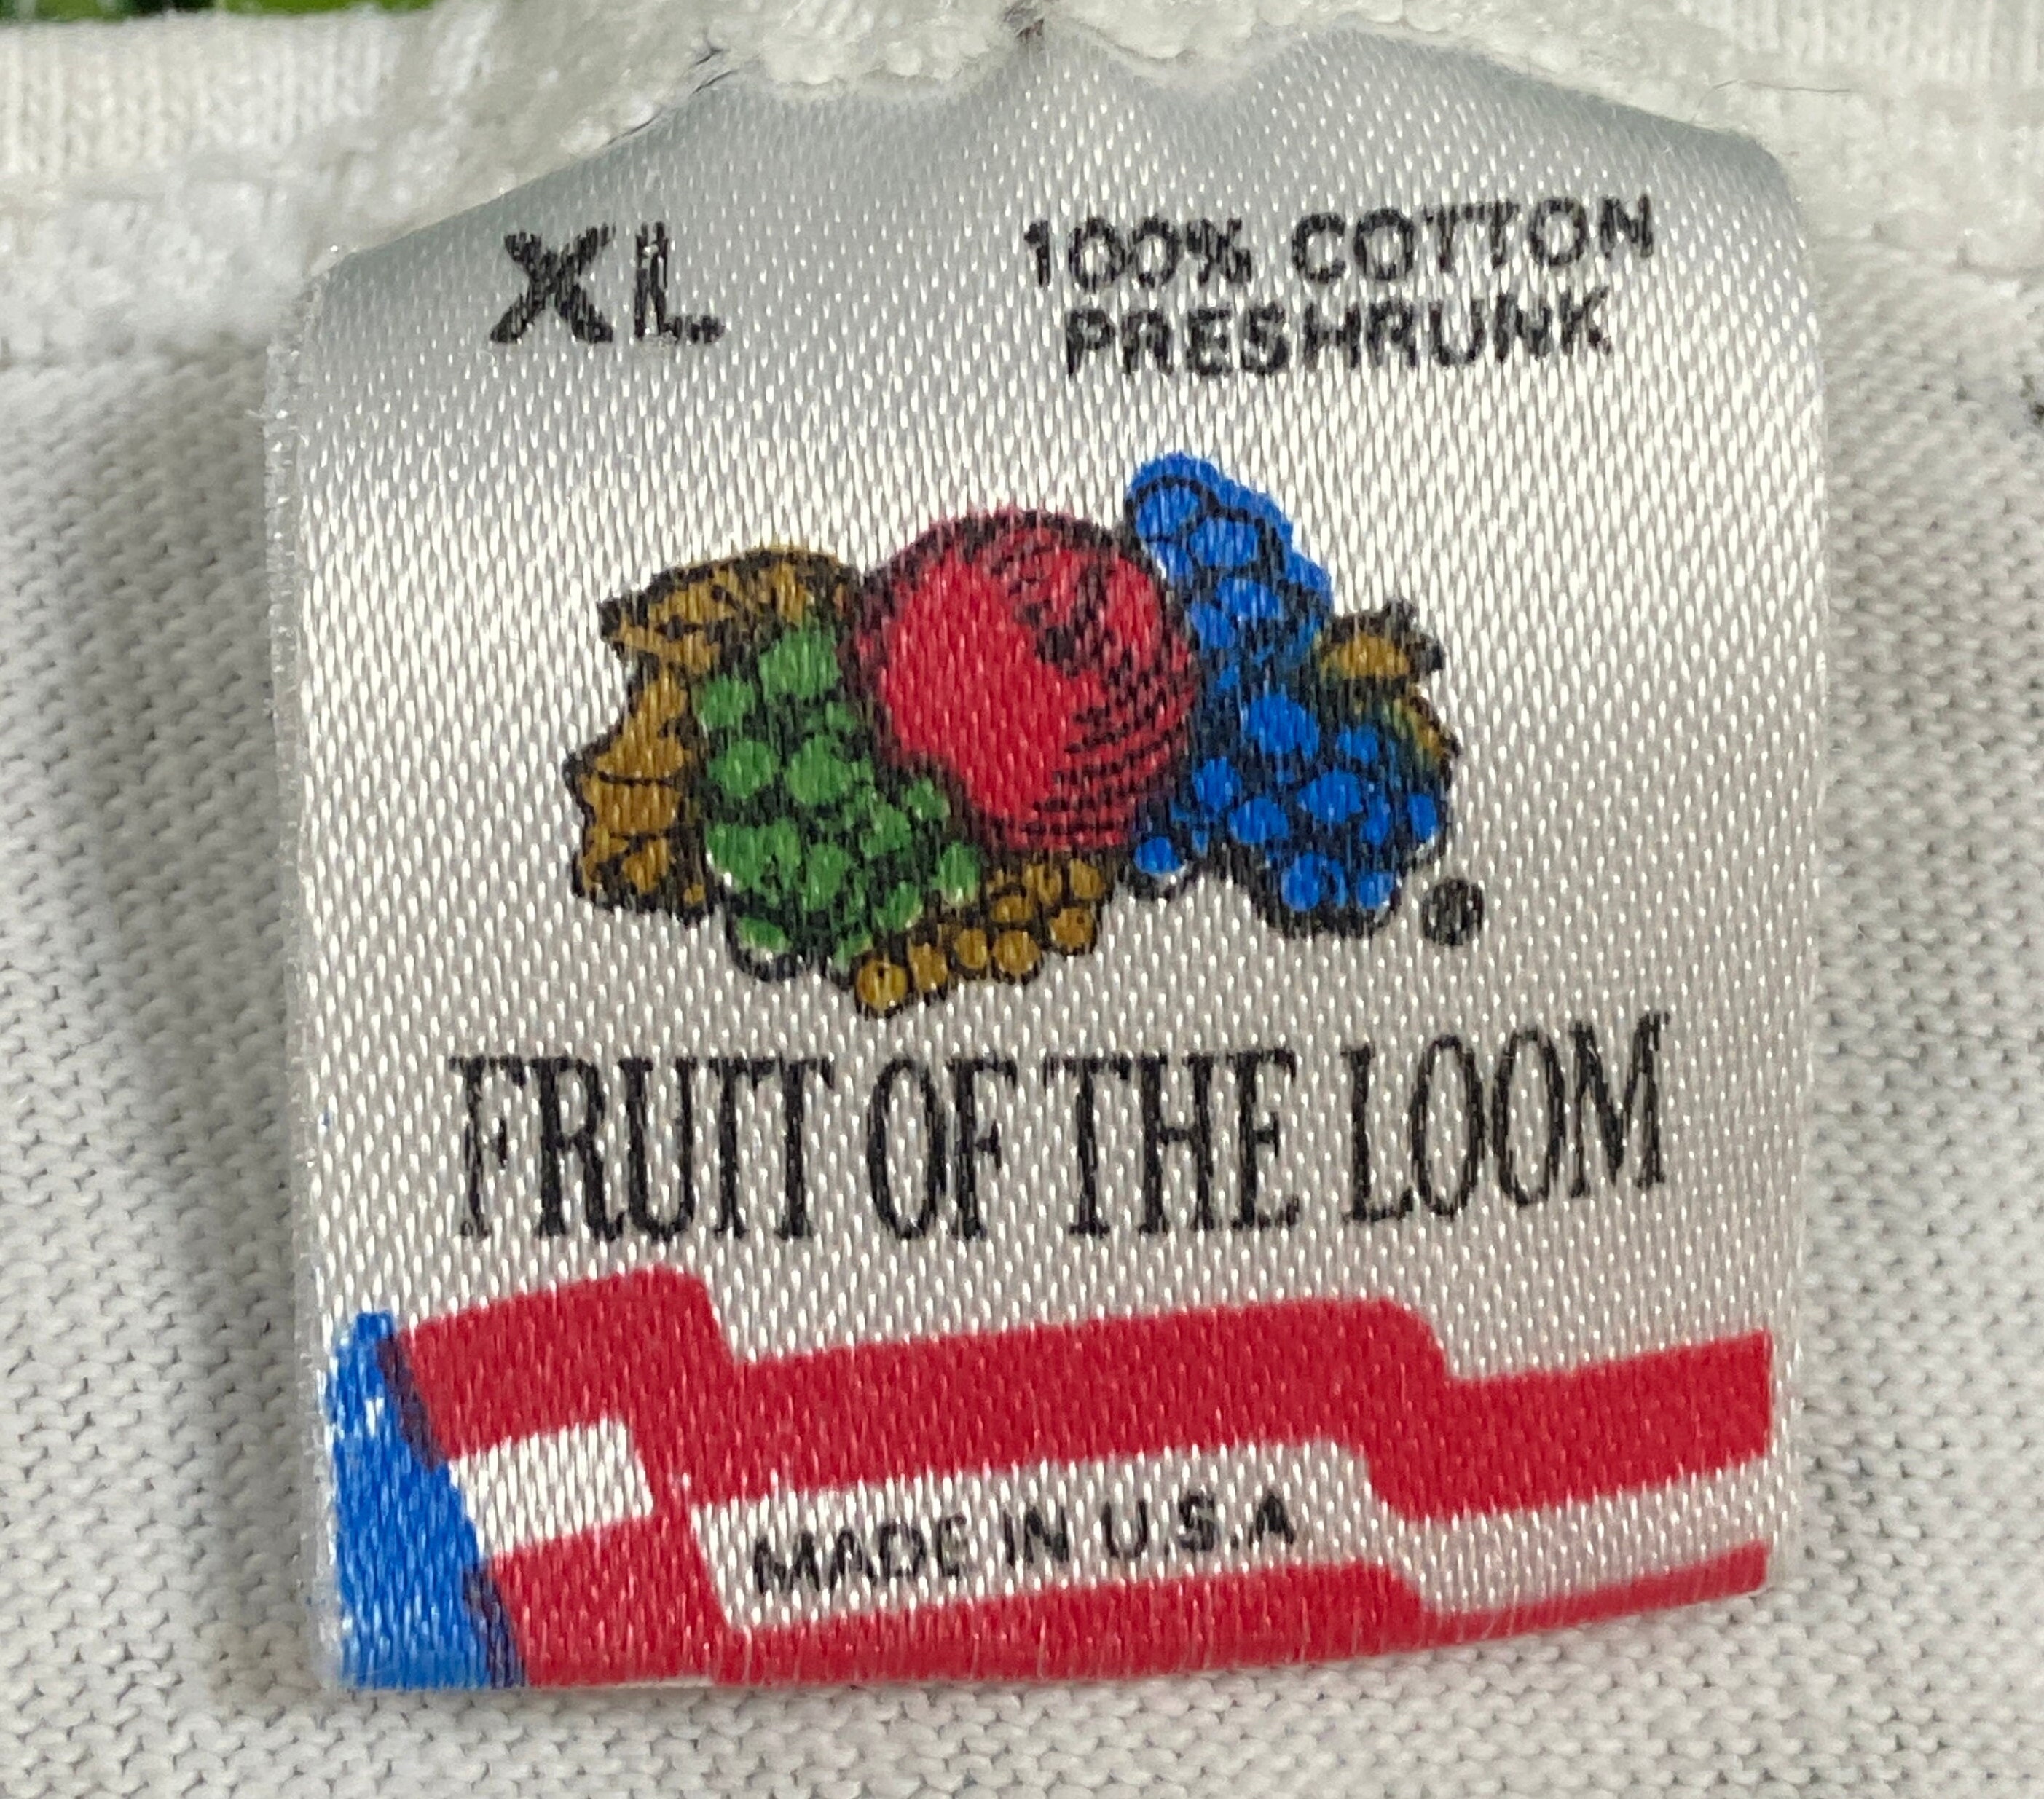 XL
100% COTTON
PRESHRUNK
FRUIT OF THE LOOM
MADE IN U.S.A